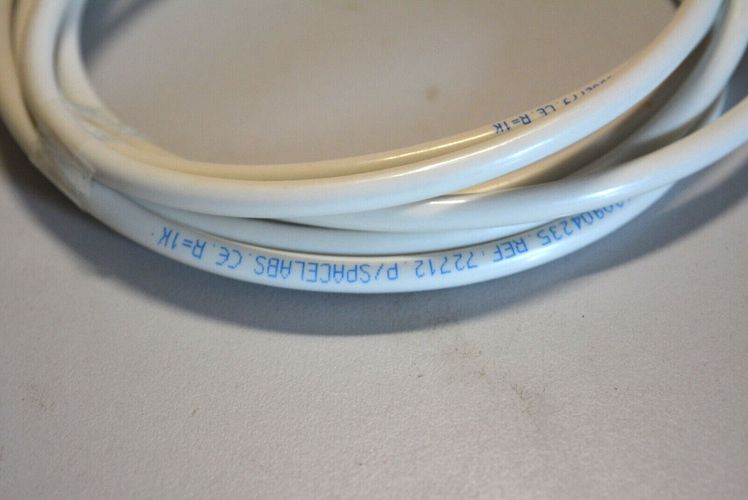 00904235. REF. 72712. P/SPACELABS. CE. R=1K
CE. R=1K